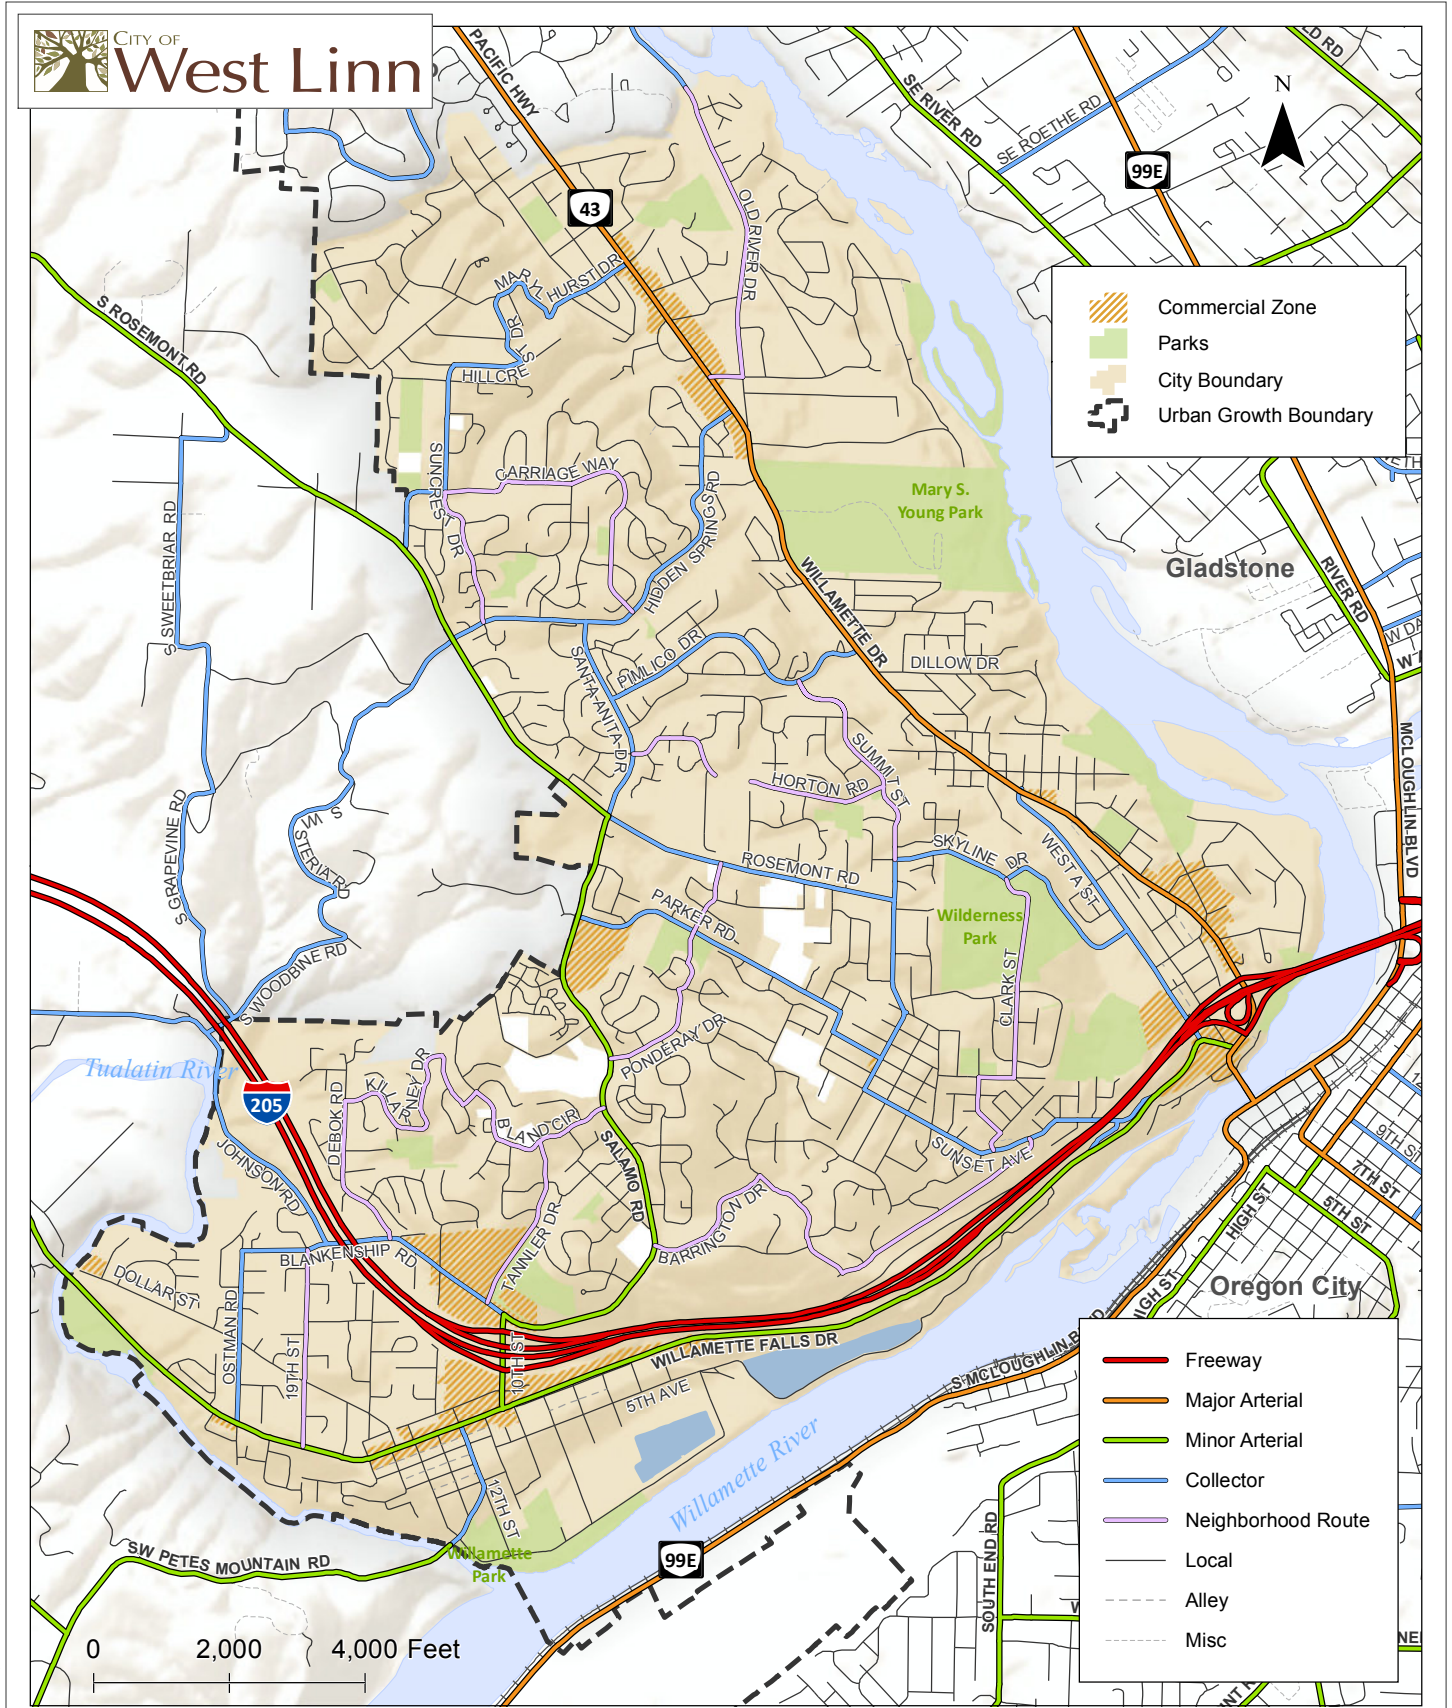 CITY OF
West Linn
PACIFIC HWY
43
SE RIVER RD
SE ROETHE RD
LD RD
99E
N
Commercial Zone
Parks
City Boundary
Urban Growth Boundary
OLD RIVER DR
MARYLHURST DR
HILLCREST DR
S ROSEMONT RD
SUNCREST DR
CARRIAGE WAY
HIDDEN SPRINGS RD
Mary S.
Young Park
S SWEETBRIAR RD
WILLAMETTE DR
Gladstone
RIVER RD
W DA
W A
SANTA ANITA DR
PIMLICO DR
DILLOW DR
MCLOUGHLIN BLVD
SUMMIT ST
HORTON RD
S GRAPEVINE RD
S WISTERIA RD
ROSEMONT RD
SKYLINE DR
WEST A ST
PARKER RD
Wilderness
Park
S WOODBINE RD
CLARK ST
Tualatin River
205
PONDERAY DR
KILLARNEY DR
DEBOK RD
BLAND CIR
SALAMO RD
SUNSET AVE
9TH ST
7TH ST
5TH ST
HIGH ST
JOHNSON RD
BARRINGTON DR
TANNLER DR
BLANKENSHIP RD
DOLLAR ST
OSTMAN RD
19TH ST
10TH ST
WILLAMETTE FALLS DR
5TH AVE
HIGH ST
Oregon City
S MCLOUGHLIN B
D
Willamette River
12TH ST
Willamette
Park
99E
SW PETES MOUNTAIN RD
SOUTH END RD
Freeway
Major Arterial
Minor Arterial
Collector
Neighborhood Route
Local
Alley
Misc
0 2,000 4,000 Feet